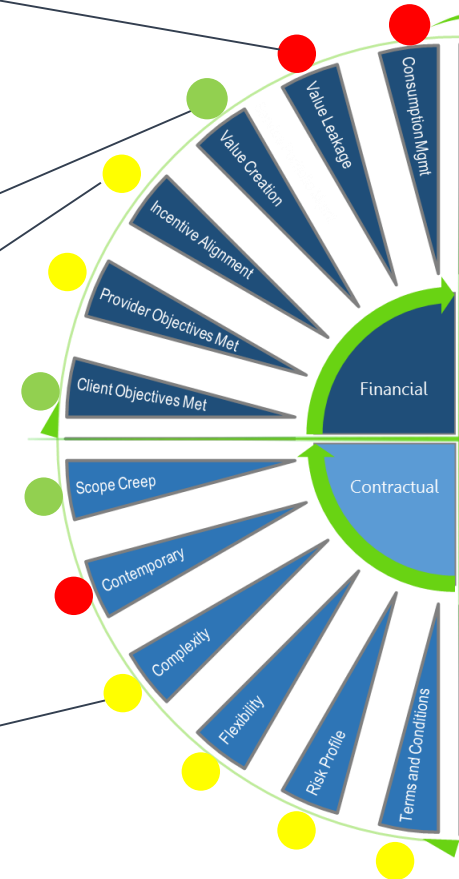 Consumption Mgmt
Value Leakage
Value Creation
Incentive Alignment
Provider Objectives Met
Client Objectives Met
Financial
Contractual
Scope Creep
Contemporary
Complexity
Flexibility
Risk Profile
Terms and Conditions